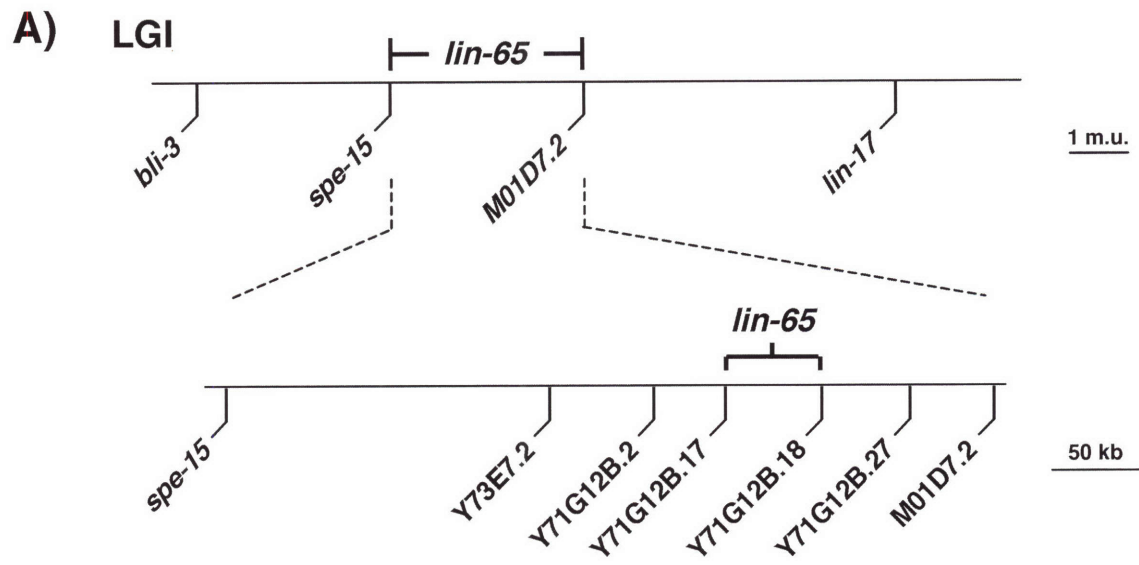 A) LGI
lin-65
bli-3
spe-15
M01D7.2
lin-17
1 m.u.
lin-65
spe-15
Y73E7.2
Y71G12B.2
Y71G12B.17
Y71G12B.18
Y71G12B.27
M01D7.2
50 kb